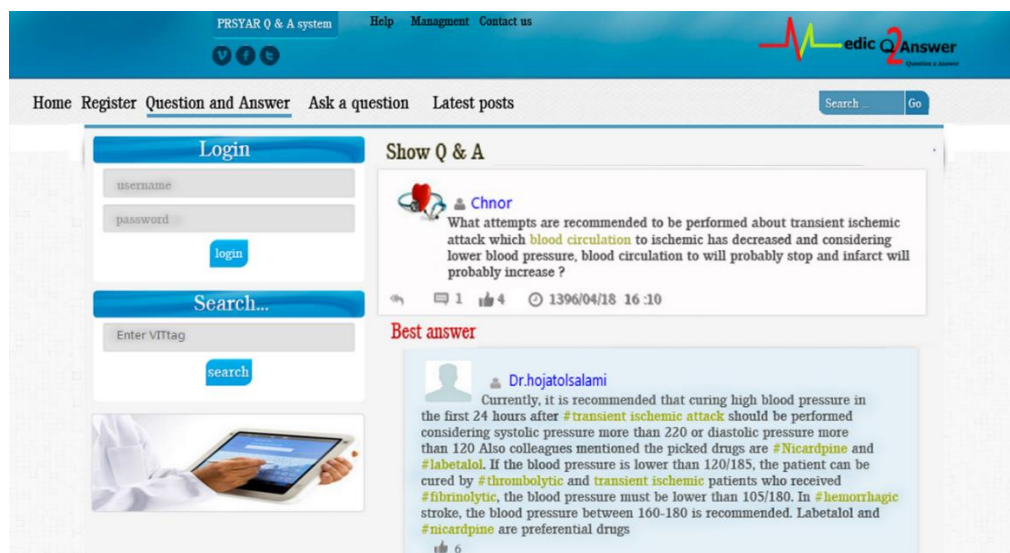 PRSYAR Q & A system
Help Managment Contact us
edic Q2Answer
Question 2 Answer
Home Register Question and Answer Ask a question Latest posts
Search ... Go
Login
username
password
login
Search...
Enter VITtag
search
Show Q & A
Chnor
What attempts are recommended to be performed about transient ischemic
attack which blood circulation to ischemic has decreased and considering
lower blood pressure, blood circulation to will probably stop and infarct will
probably increase ?
1 4 1396/04/18 16:10
Best answer
Dr.hojatolsalami
Currently, it is recommended that curing high blood pressure in
the first 24 hours after #transient ischemic attack should be performed
considering systolic pressure more than 220 or diastolic pressure more
than 120 Also colleagues mentioned the picked drugs are #Nicardpine and
#labetalol. If the blood pressure is lower than 120/185, the patient can be
cured by #thrombolytic and transient ischemic patients who received
#fibrinolytic, the blood pressure must be lower than 105/180. In #hemorrhagic
stroke, the blood pressure between 160-180 is recommended. Labetalol and
#nicardpine are preferential drugs
6